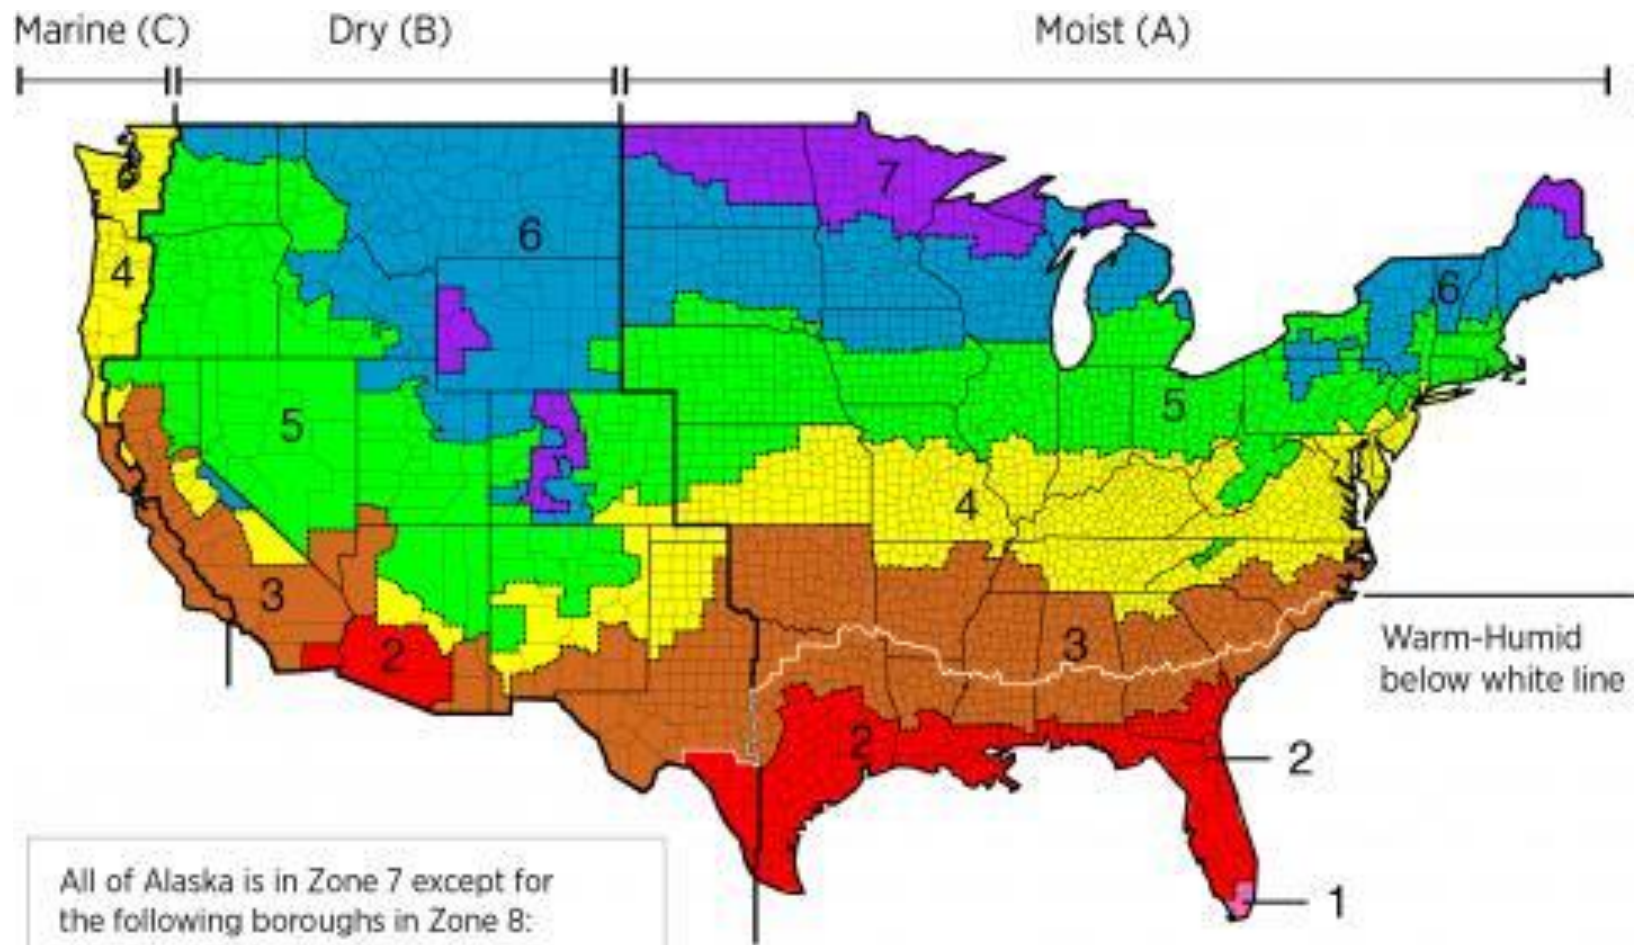 Marine (C) Dry (B) Moist (A)
7
6
4
6
5
5
4
3
3
2
2
2
1
Warm-Humid
below white line
All of Alaska is in Zone 7 except for
the following boroughs in Zone 8: